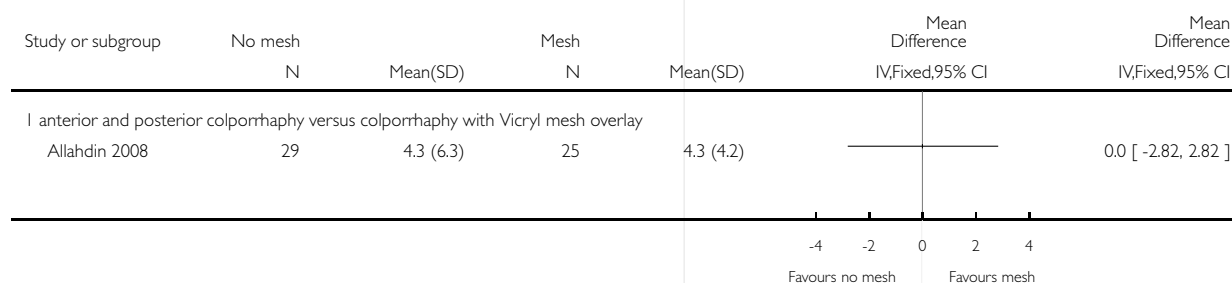 Study or subgroup No mesh Mesh Mean Difference Mean Difference
N Mean(SD) N Mean(SD) IV,Fixed,95% CI IV,Fixed,95% CI
1 anterior and posterior colporrhaphy versus colporrhaphy with Vicryl mesh overlay
Allahdin 2008 29 4.3 (6.3) 25 4.3 (4.2) 0.0 [ -2.82, 2.82 ]
-4 -2 0 2 4
Favours no mesh Favours mesh